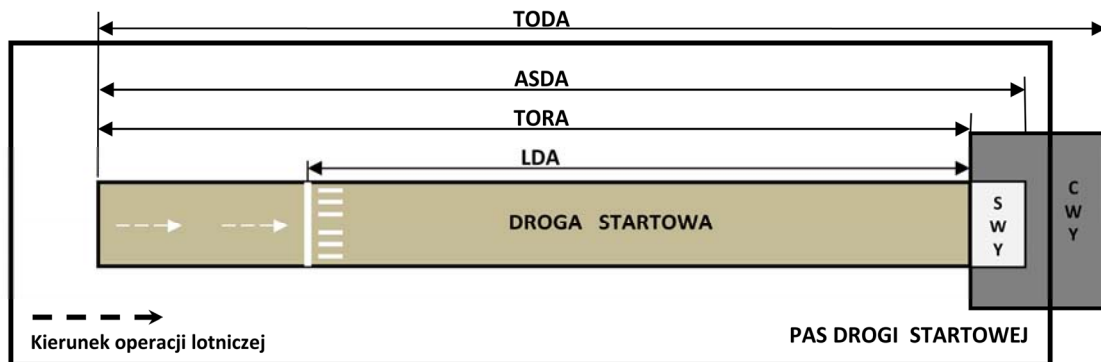 TODA
ASDA
TORA
LDA
DROGA STARTOWA
S
W
Y
C
W
Y
Kierunek operacji lotniczej
PAS DROGI STARTOWEJ